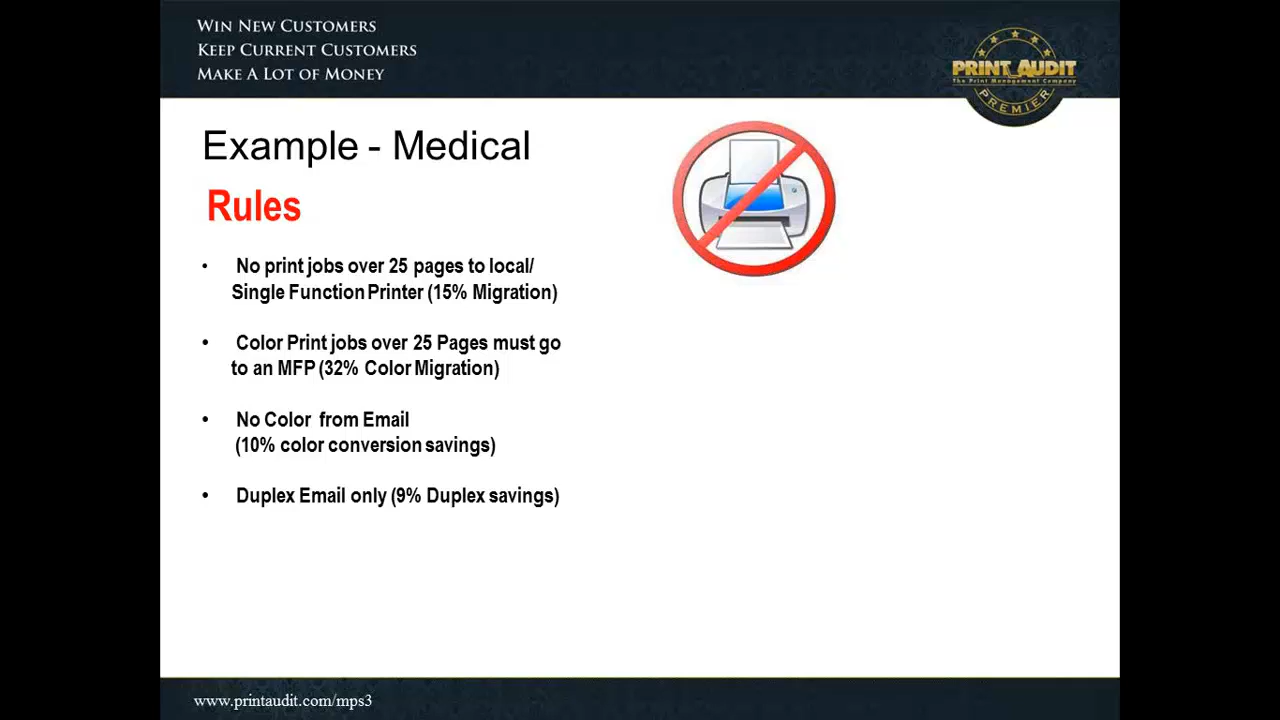 WIN NEW CUSTOMERS
KEEP CURRENT CUSTOMERS
MAKE A LOT OF MONEY
PRINT AUDIT
The Print Management Company
PREMIER
Example - Medical
Rules
• No print jobs over 25 pages to local/
Single Function Printer (15% Migration)
• Color Print jobs over 25 Pages must go
to an MFP (32% Color Migration)
• No Color from Email
(10% color conversion savings)
• Duplex Email only (9% Duplex savings)
www.printaudit.com/mps3